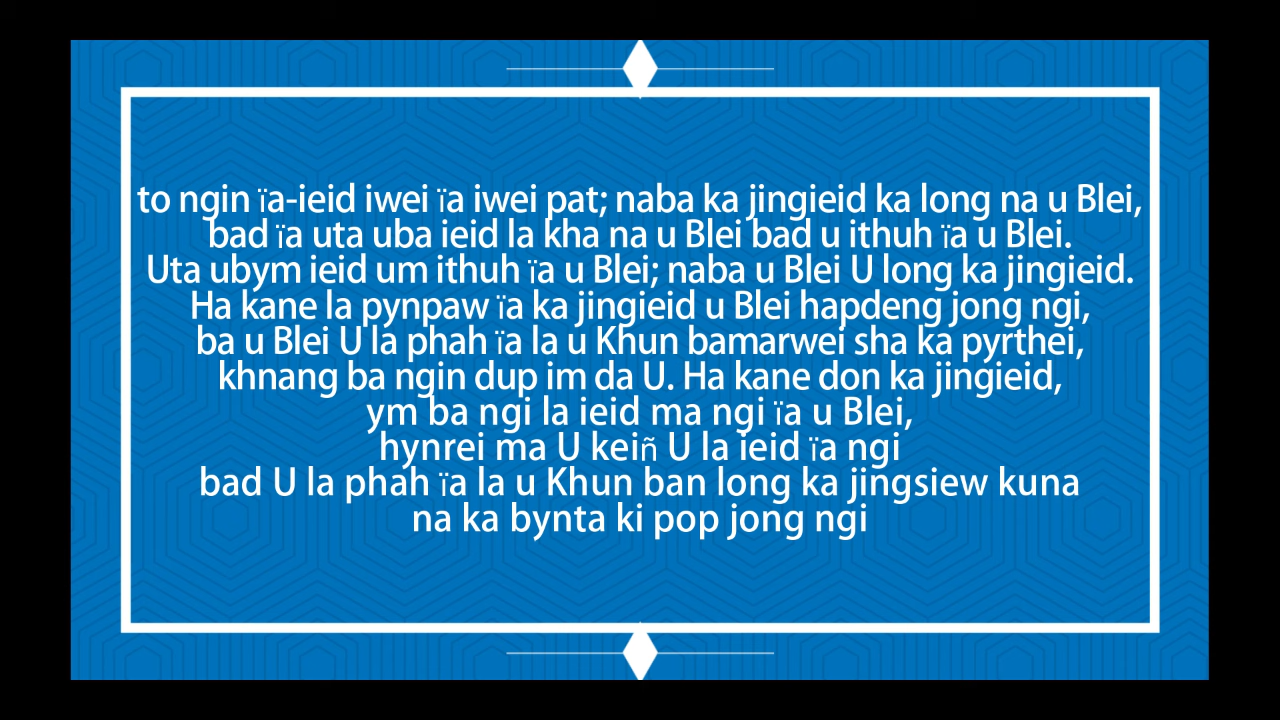 to ngin ïa-ieid iwei ïa iwei pat; naba ka jingieid ka long na u Blei,
bad ïa uta uba ieid la kha na u Blei bad u ithuh ïa u Blei.
Uta ubym ieid um ithuh ïa u Blei; naba u Blei U long ka jingieid.
Ha kane la pynpaw ïa ka jingieid u Blei hapdeng jong ngi,
ba u Blei U la phah ïa la u Khun bamarwei sha ka pyrthei,
khnang ba ngin dup im da U. Ha kane don ka jingieid,
ym ba ngi la ieid ma ngi ïa u Blei,
hynrei ma U keiñ U la ieid ïa ngi
bad U la phah ïa la u Khun ban long ka jingsiew kuna
na ka bynta ki pop jong ngi